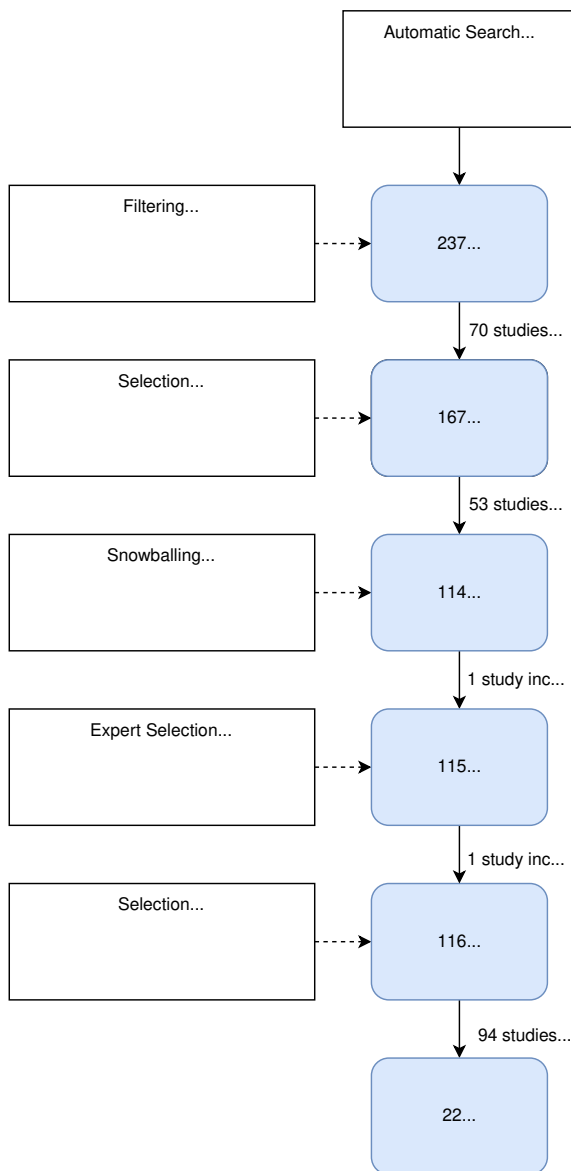 Automatic Search...
Filtering...
237...
70 studies...
Selection...
167...
53 studies...
Snowballing...
114...
1 study inc...
Expert Selection...
115...
1 study inc...
Selection...
116...
94 studies...
22...